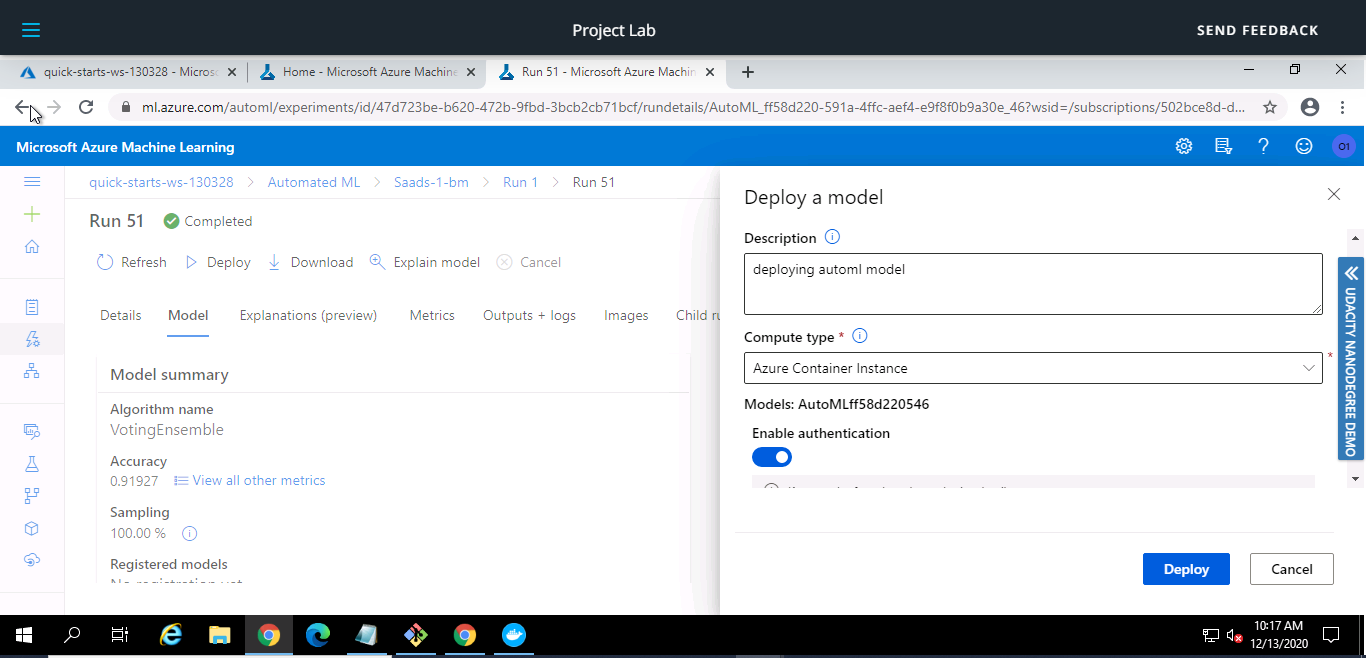 Project Lab
SEND FEEDBACK
quick-starts-ws-130328 - Micros
Home - Microsoft Azure Machine
Run 51 - Microsoft Azure Machin
ml.azure.com/automl/experiments/id/47d723be-b620-472b-9fbd-3bcb2cb71bcf/rundetails/AutoML_ff58d220-591a-4ffc-aef4-e9f8f0b9a30e_46?wsid=/subscriptions/502bce8d-d...
Microsoft Azure Machine Learning
O1
quick-starts-ws-130328 > Automated ML > Saads-1-bm > Run 1 > Run 51
Run 51 Completed
Refresh Deploy Download Explain model Cancel
Details Model Explanations (preview) Metrics Outputs + logs Images Child ru
Model summary
Algorithm name
VotingEnsemble
Accuracy
0.91927 View all other metrics
Sampling
100.00 %
Registered models
No registration yet
Deploy a model
Description
deploying automl model
Compute type *
Azure Container Instance
*
Models: AutoMLff58d220546
Enable authentication
Deploy
Cancel
UDACITY NANODEGREE DEMO
10:17 AM
12/13/2020